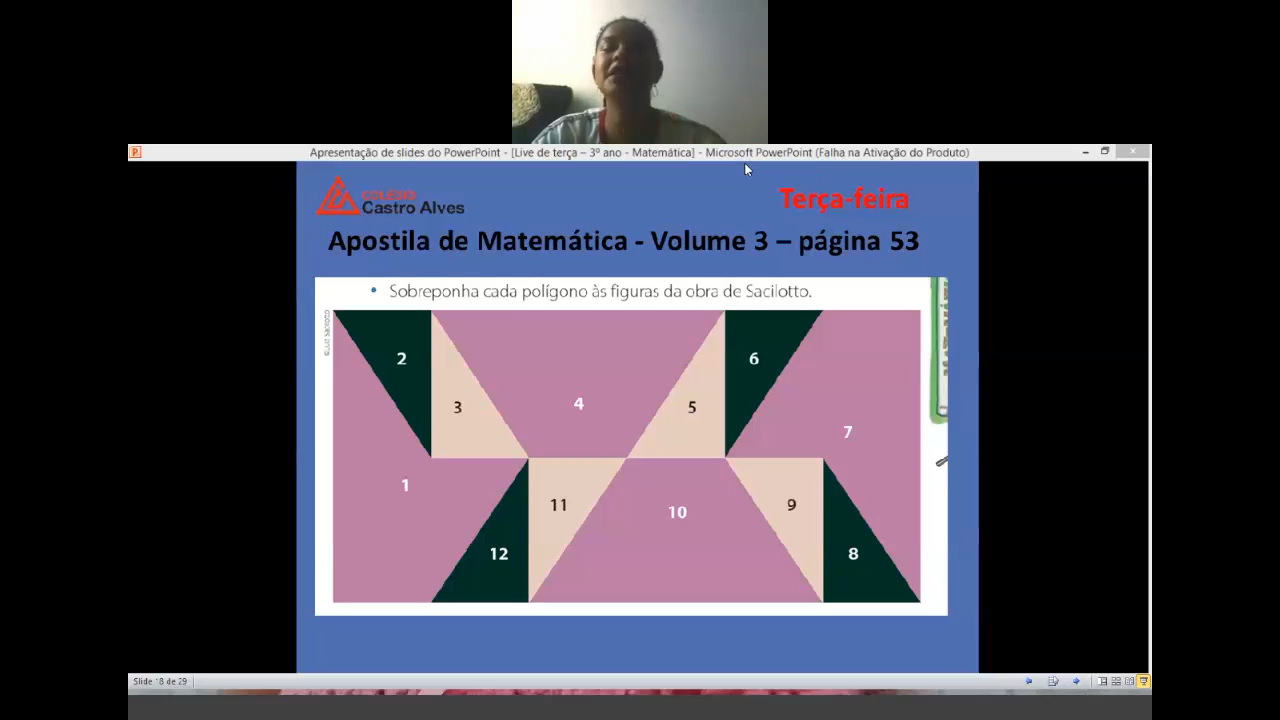 Apresentação de slides do PowerPoint - [Live de terça – 3º ano - Matemática] - Microsoft PowerPoint (Falha na Ativação do Produto)
COLÉGIO
Castro Alves
Terça-feira
Apostila de Matemática - Volume 3 – página 53
• Sobreponha cada polígono às figuras da obra de Sacilotto.
2
6
3
4
5
7
1
11
10
9
12
8
Slide 18 de 29